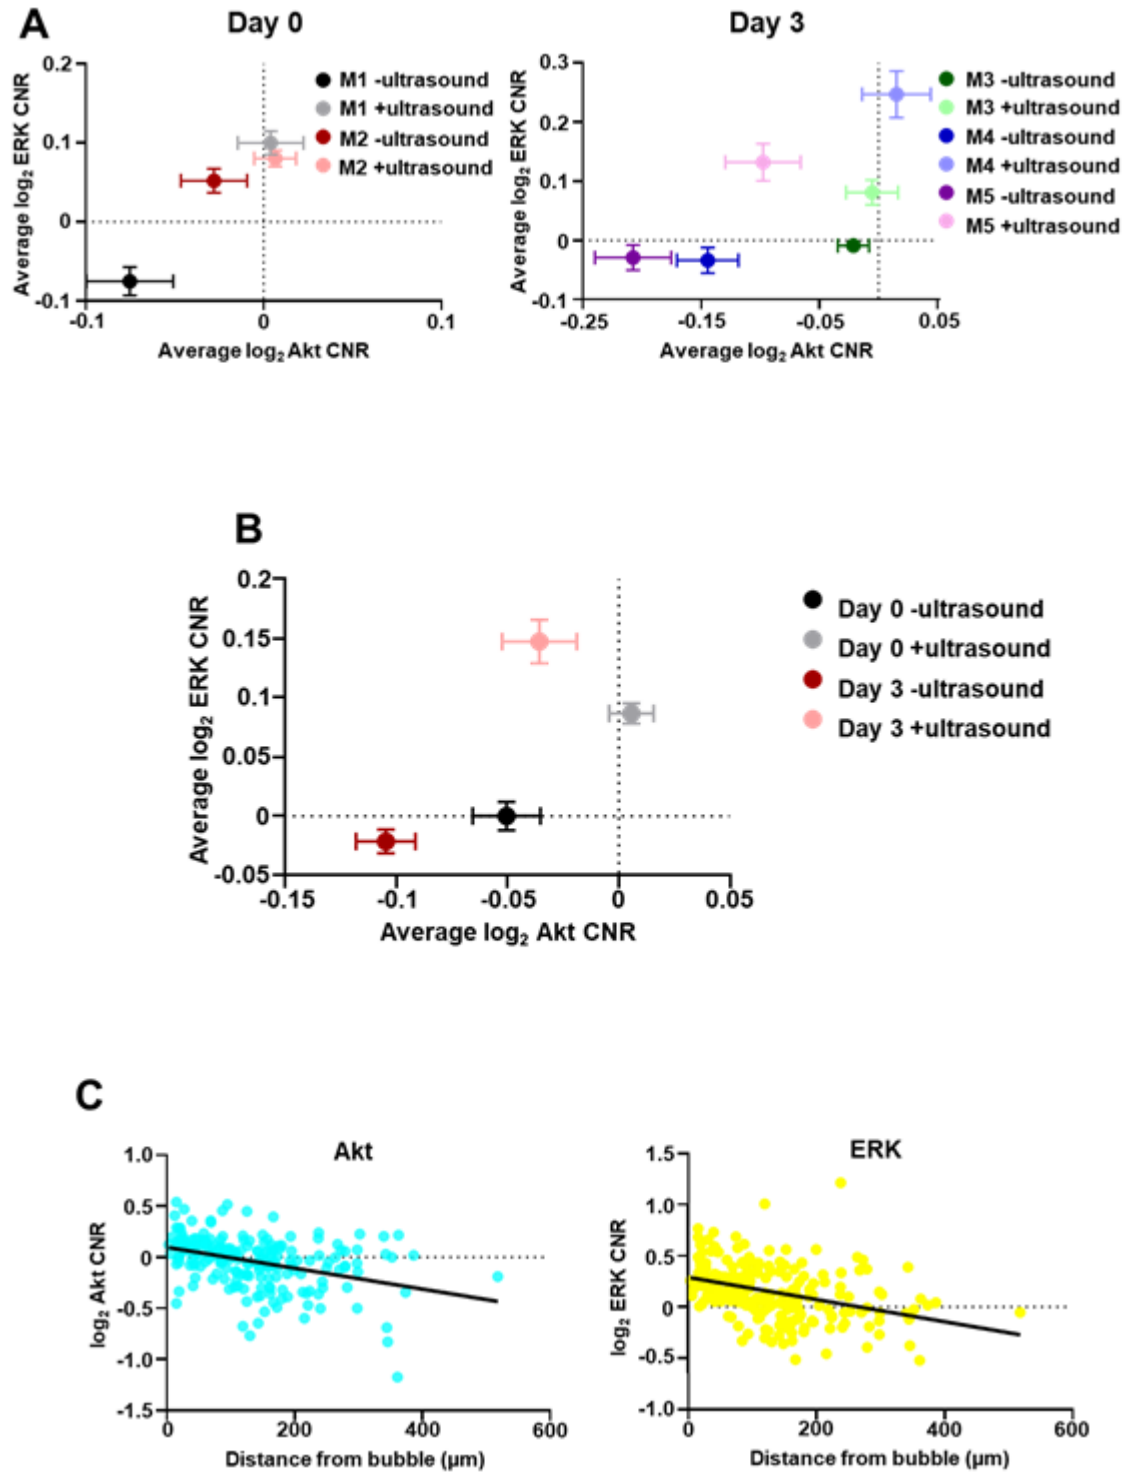 A
Day 0
Average log₂ ERK CNR
0.2
0.1
0
-0.1
-0.1
0
0.1
Average log₂ Akt CNR
M1 -ultrasound
M1 +ultrasound
M2 -ultrasound
M2 +ultrasound
Day 3
Average log₂ ERK CNR
0.3
0.2
0.1
0
-0.1
-0.25
-0.15
-0.05
0.05
Average log₂ Akt CNR
M3 -ultrasound
M3 +ultrasound
M4 -ultrasound
M4 +ultrasound
M5 -ultrasound
M5 +ultrasound
B
Average log₂ ERK CNR
0.2
0.15
0.1
0.05
0
-0.05
-0.15
-0.1
-0.05
0
0.05
Average log₂ Akt CNR
Day 0 -ultrasound
Day 0 +ultrasound
Day 3 -ultrasound
Day 3 +ultrasound
C
Akt
log₂ Akt CNR
1.0
0.5
0
-0.5
-1.0
-1.5
0
200
400
600
Distance from bubble (µm)
ERK
log₂ ERK CNR
1.5
1.0
0.5
0
-0.5
-1.0
0
200
400
600
Distance from bubble (µm)